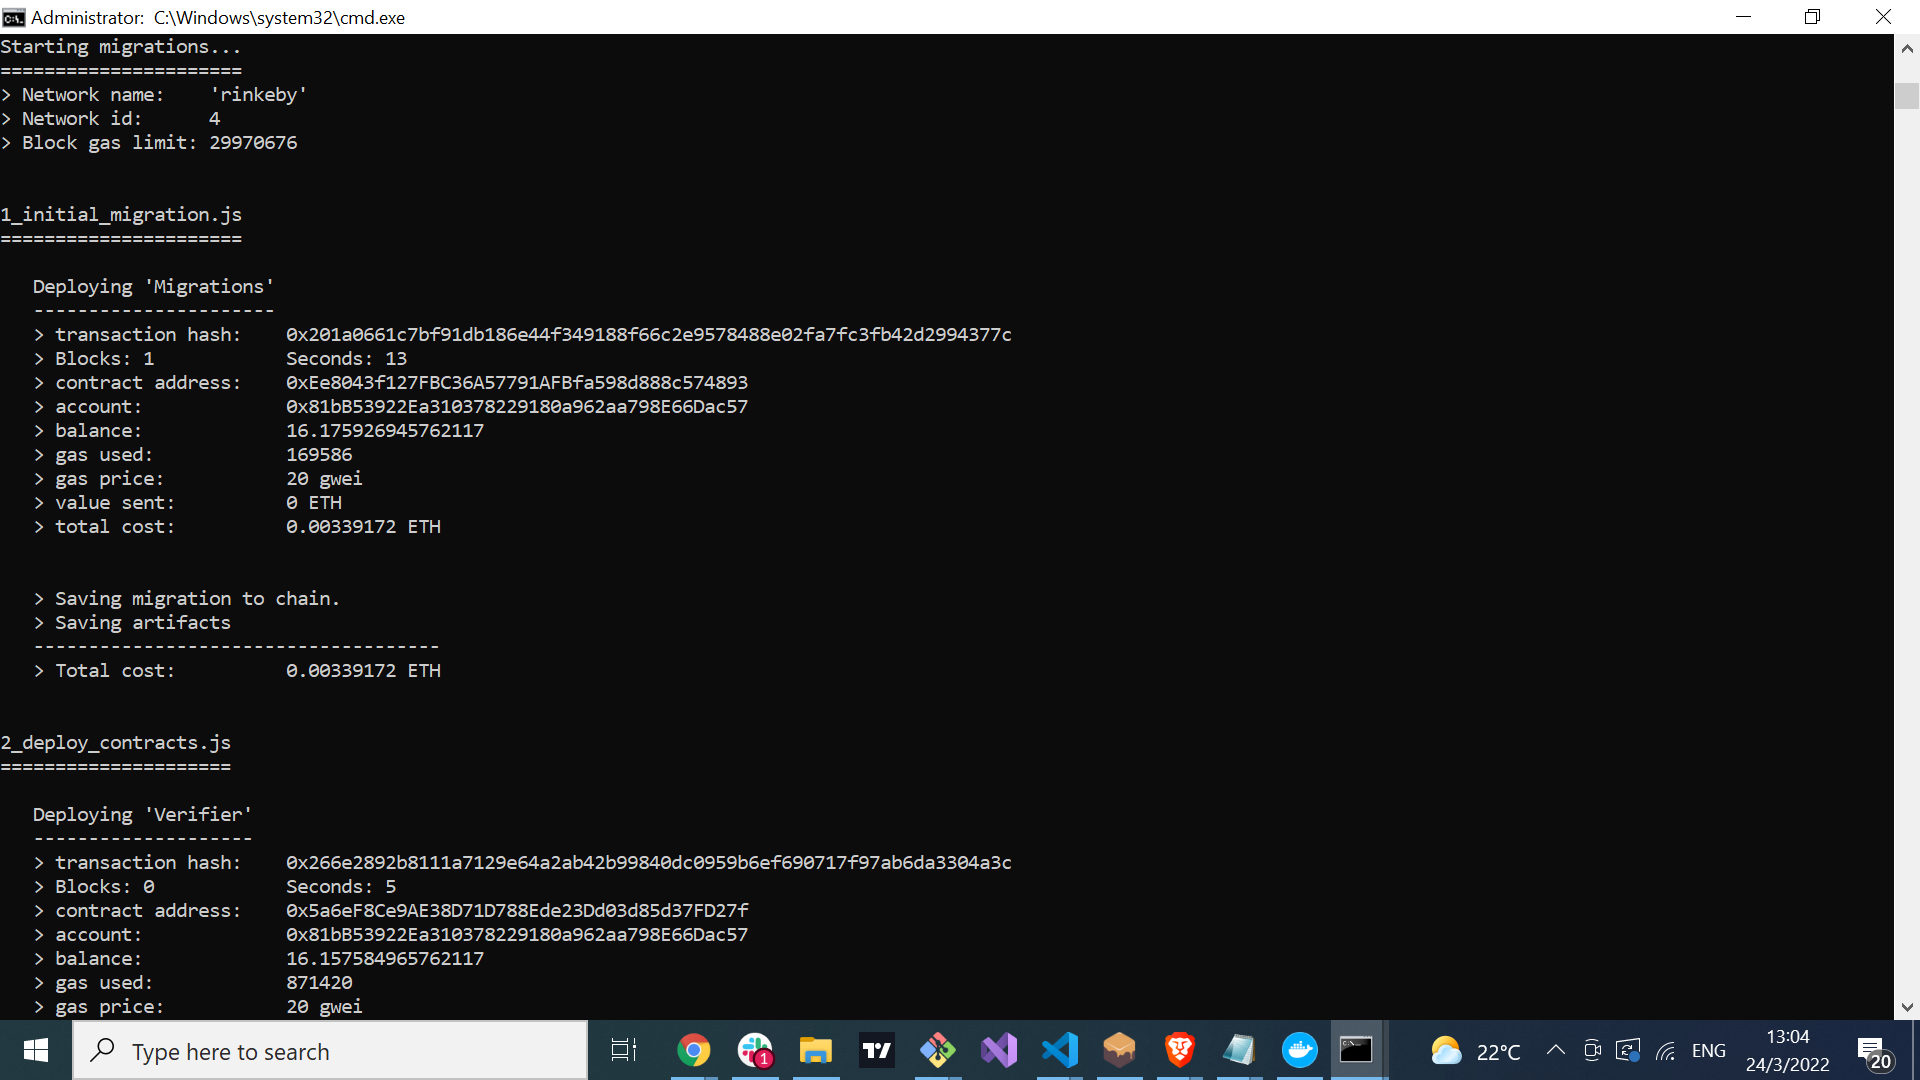 Administrator:  C:\Windows\system32\cmd.exe
Starting migrations...
======================
> Network name:    'rinkeby'
> Network id:      4
> Block gas limit: 29970676
1_initial_migration.js
======================
Deploying 'Migrations'
----------------------
> transaction hash:    0x201a0661c7bf91db186e44f349188f66c2e9578488e02fa7fc3fb42d2994377c
> Blocks: 1            Seconds: 13
> contract address:    0xEe8043f127FBC36A57791AFBfa598d888c574893
> account:             0x81bB53922Ea310378229180a962aa798E66Dac57
> balance:             16.175926945762117
> gas used:            169586
> gas price:           20 gwei
> value sent:          0 ETH
> total cost:          0.00339172 ETH
> Saving migration to chain.
> Saving artifacts
-------------------------------------
> Total cost:          0.00339172 ETH
2_deploy_contracts.js
=====================
Deploying 'Verifier'
--------------------
> transaction hash:    0x266e2892b8111a7129e64a2ab42b99840dc0959b6ef690717f97ab6da3304a3c
> Blocks: 0            Seconds: 5
> contract address:    0x5a6eF8Ce9AE38D71D788Ede23Dd03d85d37FD27f
> account:             0x81bB53922Ea310378229180a962aa798E66Dac57
> balance:             16.157584965762117
> gas used:            871420
> gas price:           20 gwei
Type here to search
1
22°C
ENG
13:04
24/3/2022
20